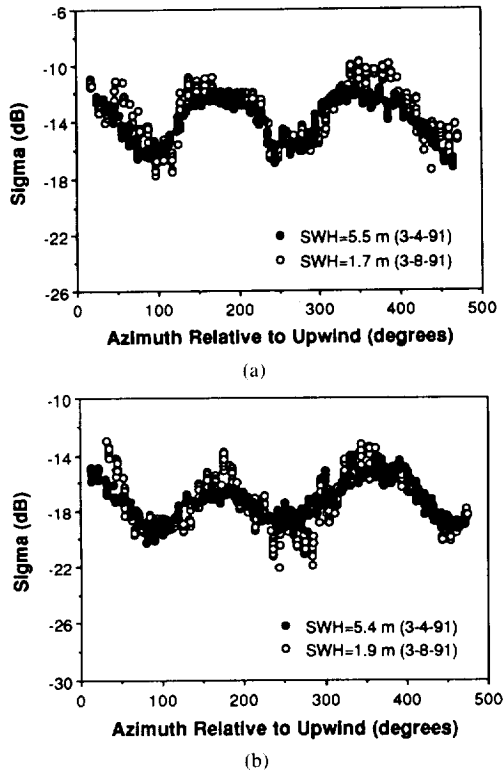 -6
-10
-14
-18
-22
-26
Sigma (dB)
SWH=5.5 m (3-4-91)
SWH=1.7 m (3-8-91)
0 100 200 300 400 500
Azimuth Relative to Upwind (degrees)
(a)
-10
-14
-18
-22
-26
-30
Sigma (dB)
SWH=5.4 m (3-4-91)
SWH=1.9 m (3-8-91)
0 100 200 300 400 500
Azimuth Relative to Upwind (degrees)
(b)